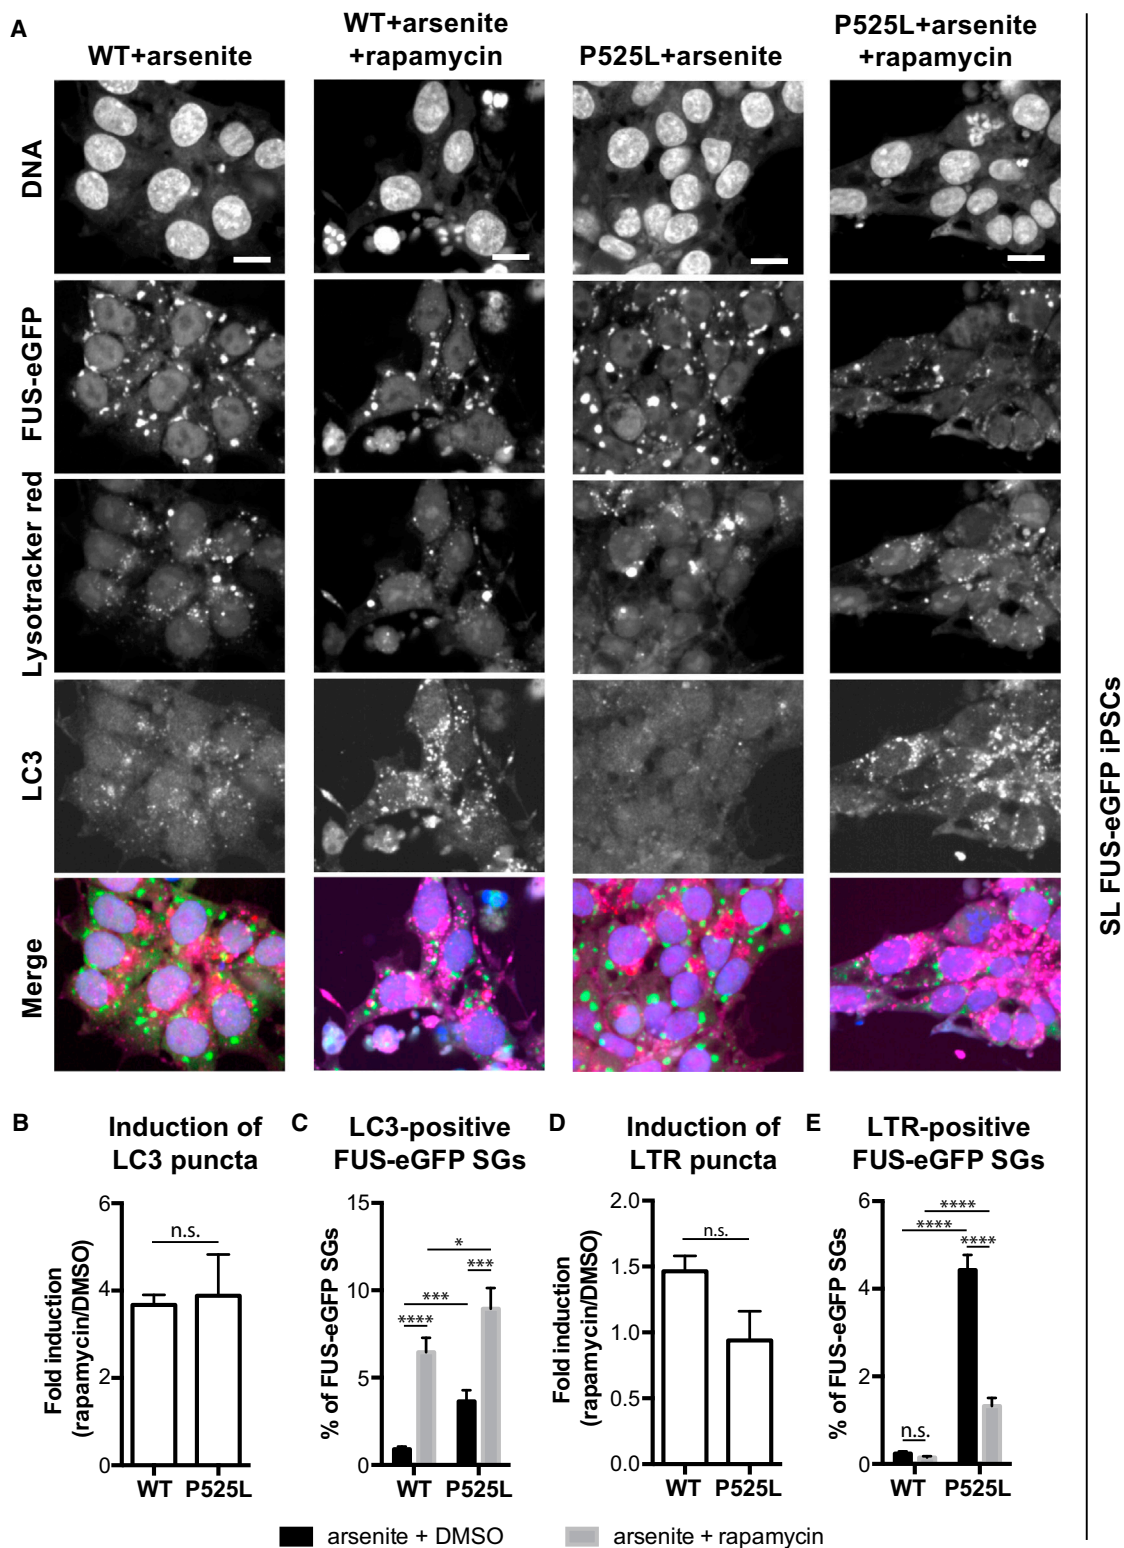 A
WT+arsenite
WT+arsenite
+rapamycin
P525L+arsenite
P525L+arsenite
+rapamycin
DNA
FUS-eGFP
Lysotracker red
LC3
Merge
SL FUS-eGFP iPSCs
B
Induction of
LC3 puncta
Fold induction
(rapamycin/DMSO)
6
4
2
0
n.s.
WT P525L
C
LC3-positive
FUS-eGFP SGs
% of FUS-eGFP SGs
15
10
5
0
*
***
***
****
WT P525L
D
Induction of
LTR puncta
Fold induction
(rapamycin/DMSO)
2.0
1.5
1.0
0.5
0.0
n.s.
WT P525L
E
LTR-positive
FUS-eGFP SGs
% of FUS-eGFP SGs
6
4
2
0
****
****
****
n.s.
WT P525L
arsenite + DMSO
arsenite + rapamycin